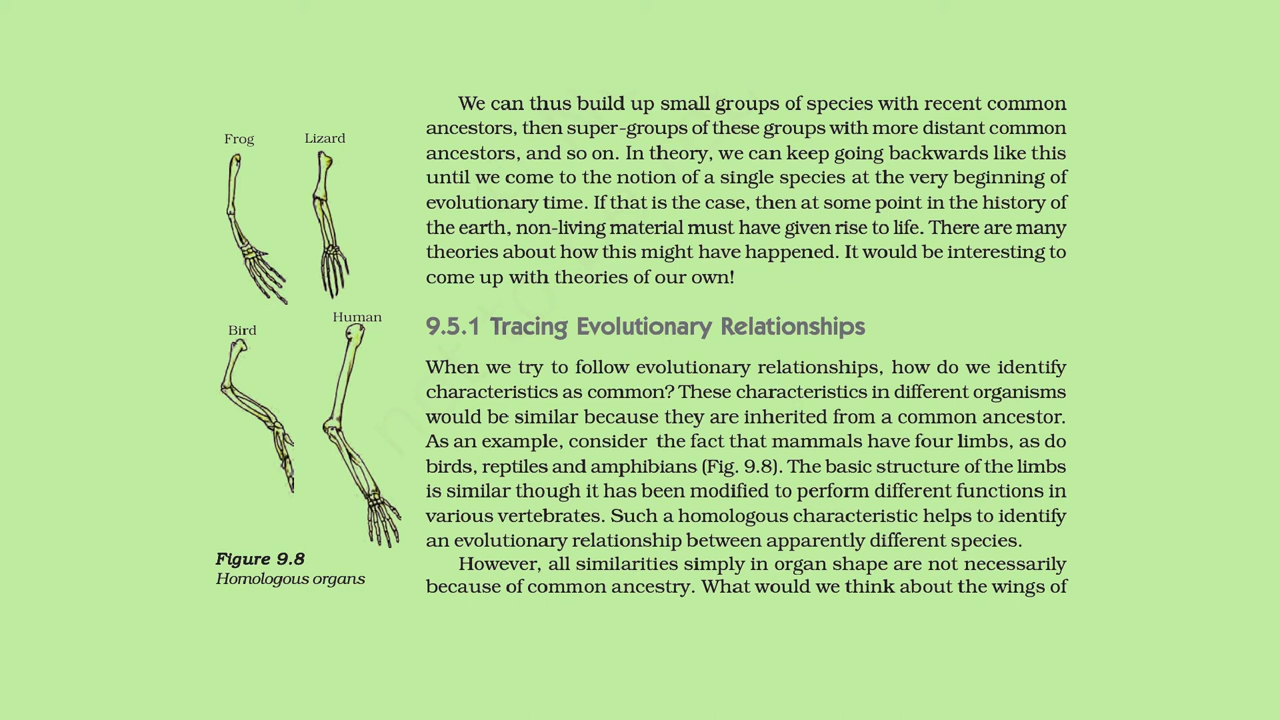 Frog
Lizard
Bird
Human
Figure 9.8
Homologous organs
We can thus build up small groups of species with recent common
ancestors, then super-groups of these groups with more distant common
ancestors, and so on. In theory, we can keep going backwards like this
until we come to the notion of a single species at the very beginning of
evolutionary time. If that is the case, then at some point in the history of
the earth, non-living material must have given rise to life. There are many
theories about how this might have happened. It would be interesting to
come up with theories of our own!
9.5.1 Tracing Evolutionary Relationships
When we try to follow evolutionary relationships, how do we identify
characteristics as common? These characteristics in different organisms
would be similar because they are inherited from a common ancestor.
As an example, consider the fact that mammals have four limbs, as do
birds, reptiles and amphibians (Fig. 9.8). The basic structure of the limbs
is similar though it has been modified to perform different functions in
various vertebrates. Such a homologous characteristic helps to identify
an evolutionary relationship between apparently different species.
However, all similarities simply in organ shape are not necessarily
because of common ancestry. What would we think about the wings of